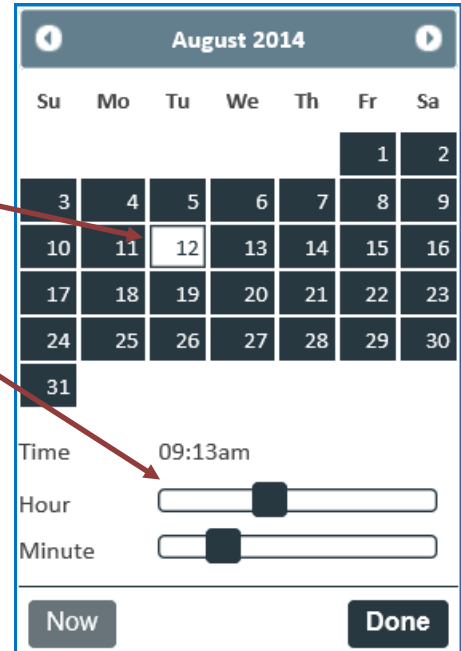 August 2014
Su Mo Tu We Th Fr Sa
1 2
3 4 5 6 7 8 9
10 11 12 13 14 15 16
17 18 19 20 21 22 23
24 25 26 27 28 29 30
31
Time 09:13am
Hour
Minute
Now Done